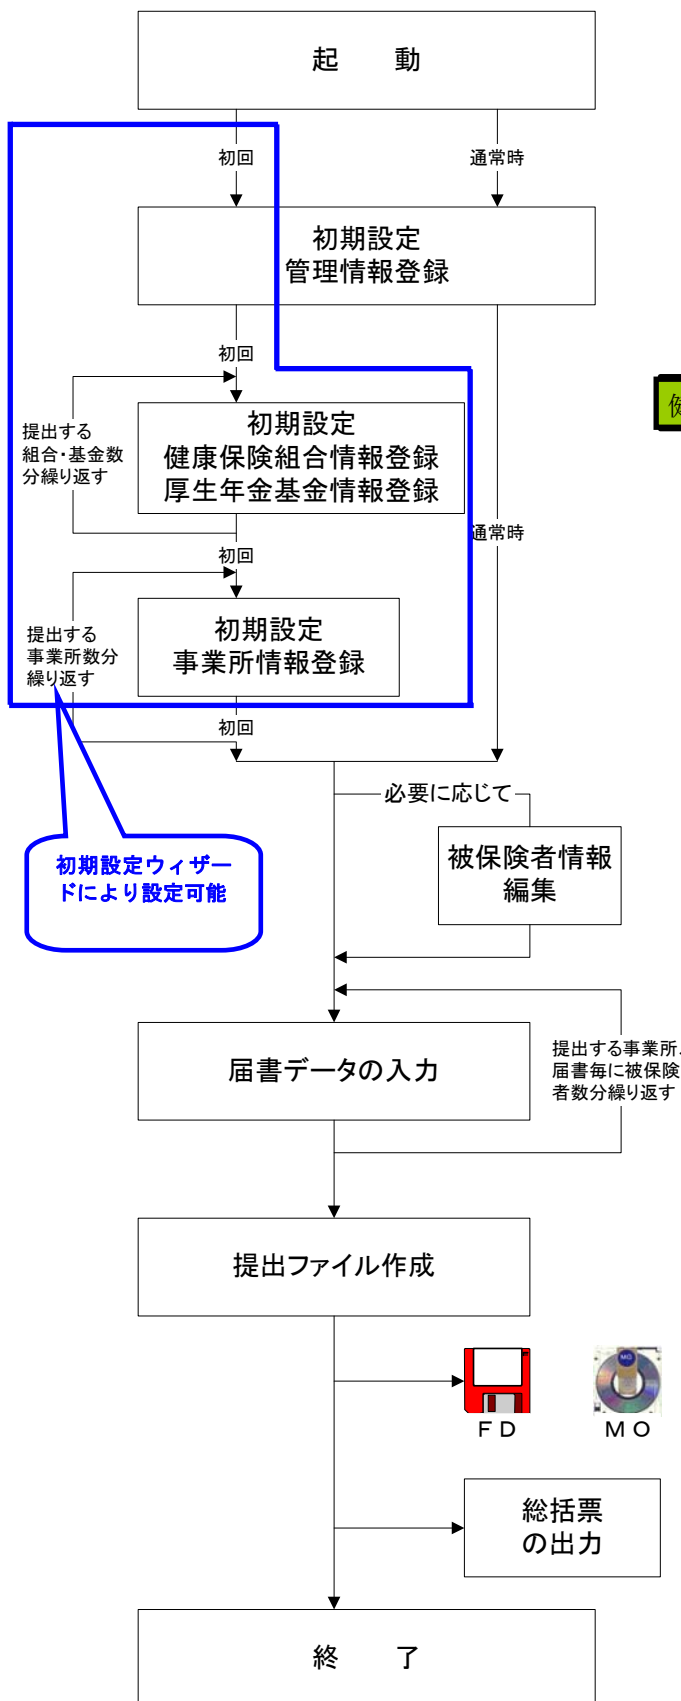 起　動
初回
通常時
初期設定
管理情報登録
初回
提出する
組合・基金数
分繰り返す
初期設定
健康保険組合情報登録
厚生年金基金情報登録
通常時
初回
提出する
事業所数分
繰り返す
初期設定
事業所情報登録
初回
必要に応じて
初期設定ウィザー
ドにより設定可能
被保険者情報
編集
届書データの入力
提出する事業所、
届書毎に被保険
者数分繰り返す
提出ファイル作成
MO
ＦＤ
ＭＯ
総括票
の出力
終　了